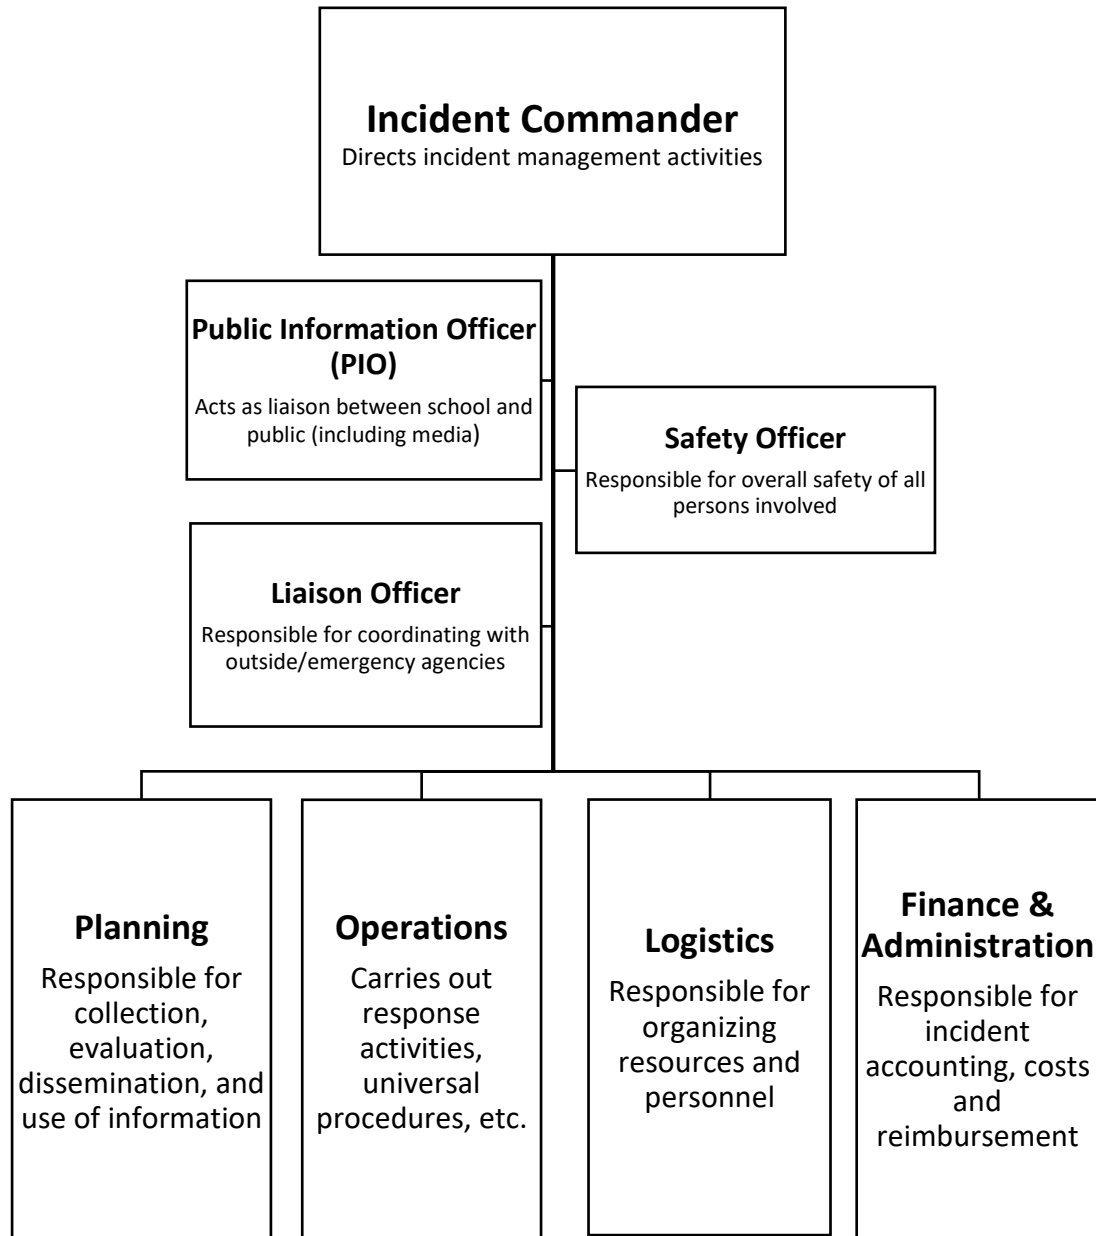 Incident Commander
Directs incident management activities
Public Information Officer
(PIO)
Acts as liaison between school and
public (including media)
Safety Officer
Responsible for overall safety of all
persons involved
Liaison Officer
Responsible for coordinating with
outside/emergency agencies
Planning
Responsible for
collection,
evaluation,
dissemination, and
use of information
Operations
Carries out
response
activities,
universal
procedures, etc.
Logistics
Responsible for
organizing
resources and
personnel
Finance &
Administration
Responsible for
incident
accounting, costs
and
reimbursement